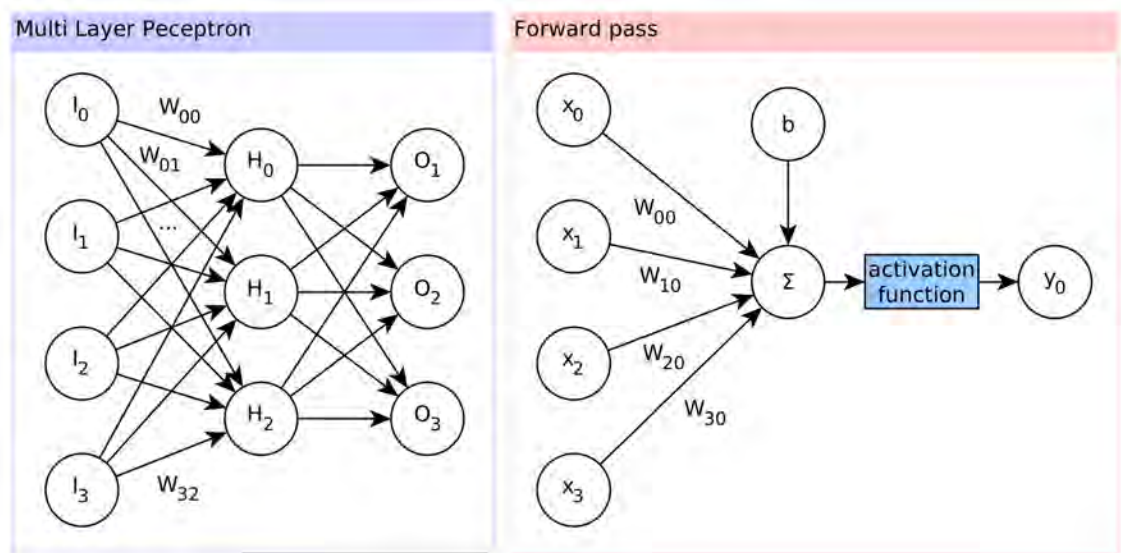 Multi Layer Peceptron
I0
W00
W01
H0
O1
I1
...
H1
O2
I2
H2
O3
I3
W32
Forward pass
x0
b
W00
x1
W10
Σ
activation
function
y0
x2
W20
W30
x3